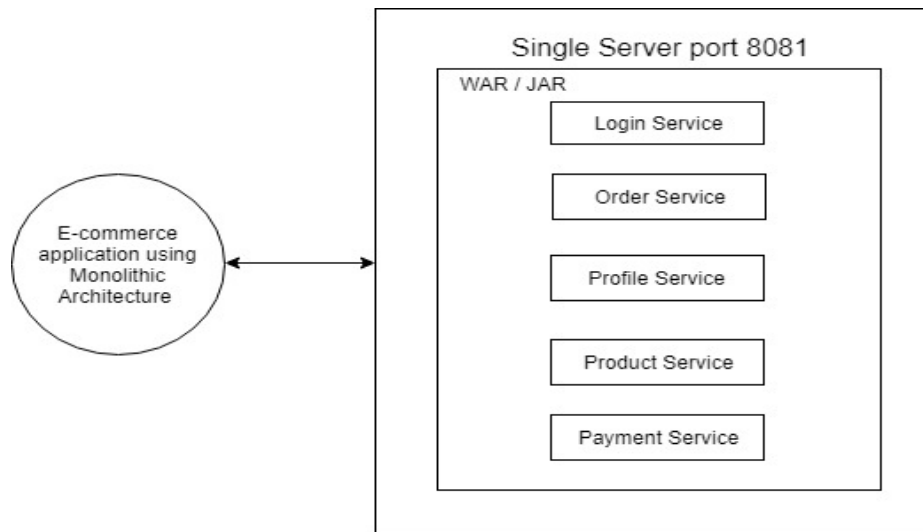 Single Server port 8081
WAR / JAR
Login Service
Order Service
E-commerce
application using
Monolithic
Architecture
Profile Service
Product Service
Payment Service